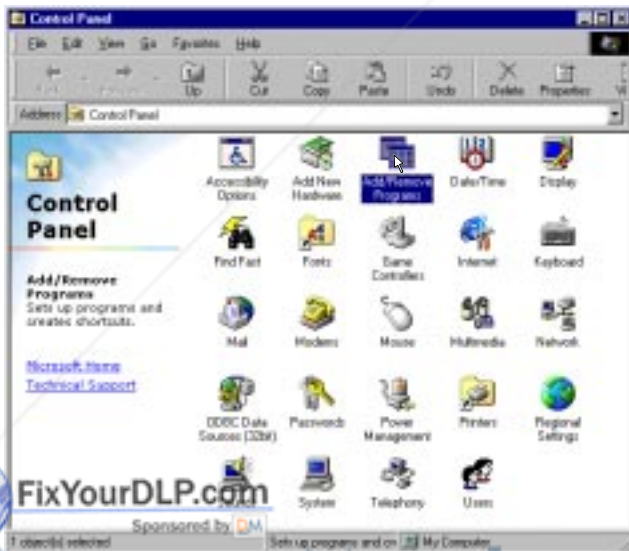 Control Panel
File Edit View Go Favorites Help
Up Cut Copy Paste Undo Delete Properties
Address Control Panel
Control
Panel
Add/Remove
Programs
Sets up programs and
creates shortcuts.
Microsoft Home
Technical Support
Accessibility Options
Add New Hardware
Add/Remove Programs
Date/Time
Display
Find Fast
Fonts
Game Controllers
Internet
Keyboard
Mail
Modems
Mouse
Multimedia
Network
ODBC Data Sources (32bit)
Passwords
Power Management
Printers
Regional Settings
System
Telephony
Users
FixYourDLP.com
Sponsored by DM
1 object(s) selected
Sets up programs and cre
My Computer